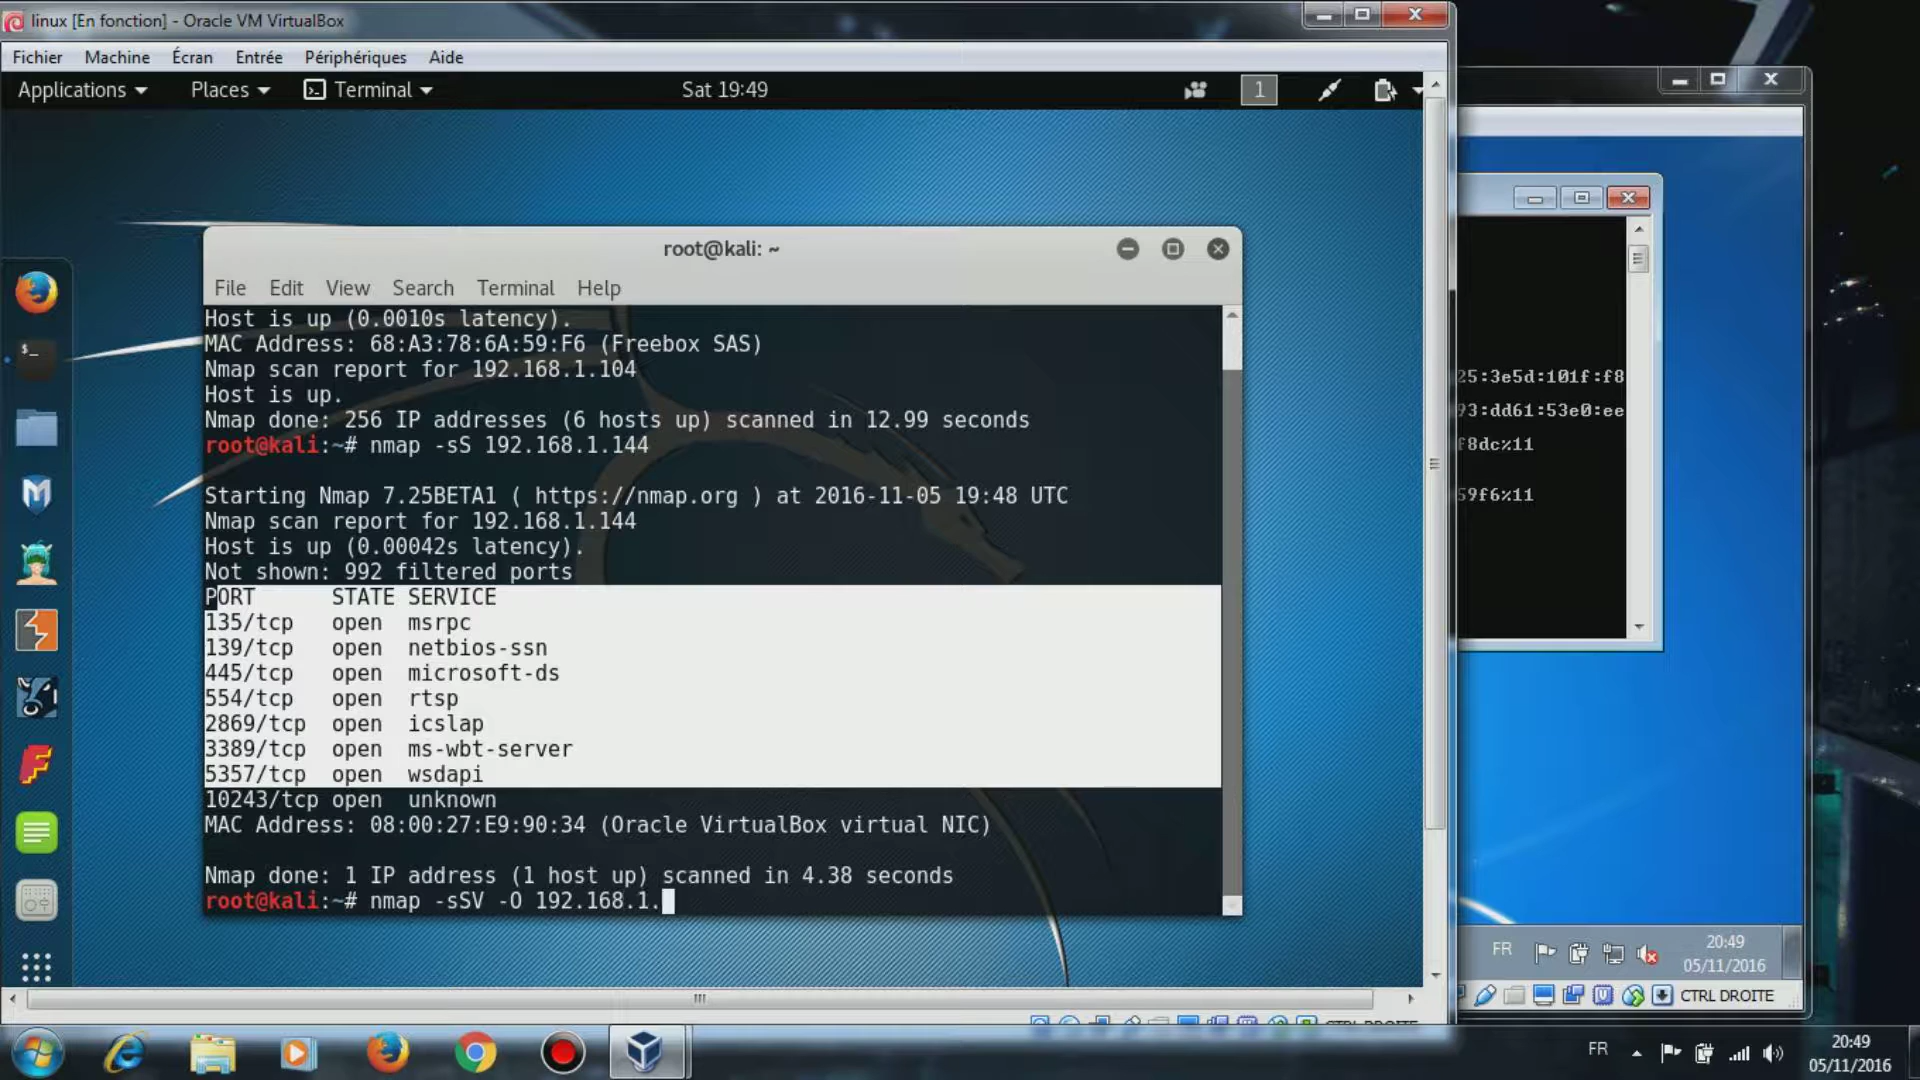 linux [En fonction] - Oracle VM VirtualBox
Fichier Machine Écran Entrée Périphériques Aide
Applications Places Terminal Sat 19:49 1
root@kali: ~
File Edit View Search Terminal Help
Host is up (0.0010s latency).
MAC Address: 68:A3:78:6A:59:F6 (Freebox SAS)
Nmap scan report for 192.168.1.104
Host is up.
Nmap done: 256 IP addresses (6 hosts up) scanned in 12.99 seconds
root@kali:~# nmap -sS 192.168.1.144
Starting Nmap 7.25BETA1 ( https://nmap.org ) at 2016-11-05 19:48 UTC
Nmap scan report for 192.168.1.144
Host is up (0.00042s latency).
Not shown: 992 filtered ports
PORT STATE SERVICE
135/tcp open msrpc
139/tcp open netbios-ssn
445/tcp open microsoft-ds
554/tcp open rtsp
2869/tcp open icslap
3389/tcp open ms-wbt-server
5357/tcp open wsdapi
10243/tcp open unknown
MAC Address: 08:00:27:E9:90:34 (Oracle VirtualBox virtual NIC)
Nmap done: 1 IP address (1 host up) scanned in 4.38 seconds
root@kali:~# nmap -sSV -O 192.168.1.
25:3e5d:101f:f8
93:dd61:53e0:ee
f8dc%11
59f6%11
FR 20:49
05/11/2016
CTRL DROITE
FR 20:49
05/11/2016